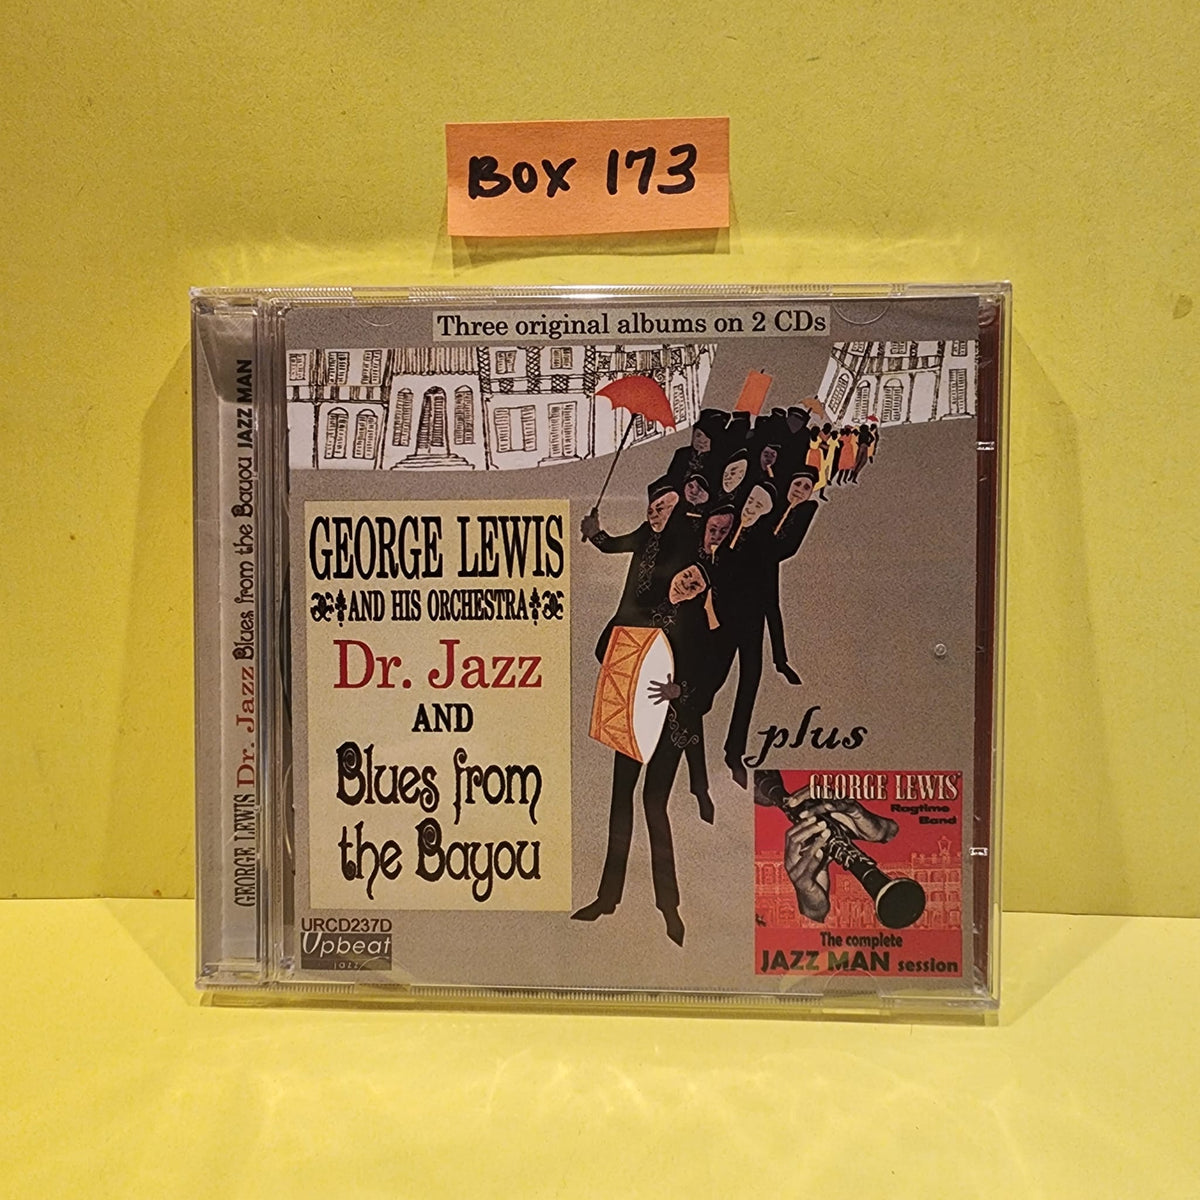 BOX 173
Three original albums on 2 CDs
GEORGE LEWIS Dr. Jazz Blues from the Bayou JAZZ MAN
GEORGE LEWIS
AND HIS ORCHESTRA
Dr. Jazz
AND
Blues from
the Bayou
plus
GEORGE LEWIS'
Ragtime
Band
The complete
JAZZ MAN session
URCD237D
Upbeat
jazz